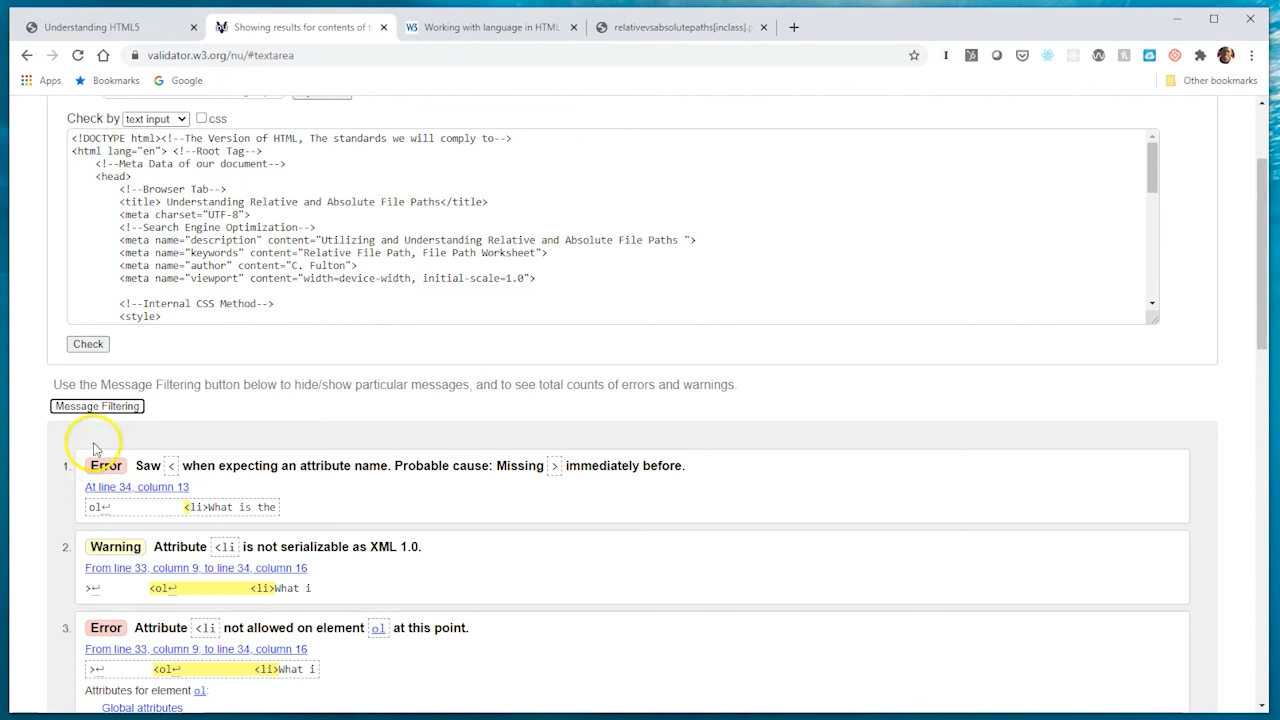 Understanding HTML5
Showing results for contents of t
Working with language in HTML
relativevsabsolutepaths[inclass].p
validator.w3.org/nu/#textarea
Apps
Bookmarks
Google
Other bookmarks
Check by text input css
<!DOCTYPE html><!--The Version of HTML, The standards we will comply to-->
<html lang="en"> <!--Root Tag-->
<!--Meta Data of our document-->
<head>
<!--Browser Tab-->
<title> Understanding Relative and Absolute File Paths</title>
<meta charset="UTF-8">
<!--Search Engine Optimization-->
<meta name="description" content="Utilizing and Understanding Relative and Absolute File Paths ">
<meta name="keywords" content="Relative File Path, File Path Worksheet">
<meta name="author" content="C. Fulton">
<meta name="viewport" content="width=device-width, initial-scale=1.0">
<!--Internal CSS Method-->
<style>
Check
Use the Message Filtering button below to hide/show particular messages, and to see total counts of errors and warnings.
Message Filtering
1. Error Saw < when expecting an attribute name. Probable cause: Missing > immediately before.
At line 34, column 13
ol↩ <li>What is the
2. Warning Attribute <li is not serializable as XML 1.0.
From line 33, column 9; to line 34, column 16
>↩ <ol↩ <li>What i
3. Error Attribute <li not allowed on element ol at this point.
From line 33, column 9; to line 34, column 16
>↩ <ol↩ <li>What i
Attributes for element ol:
Global attributes